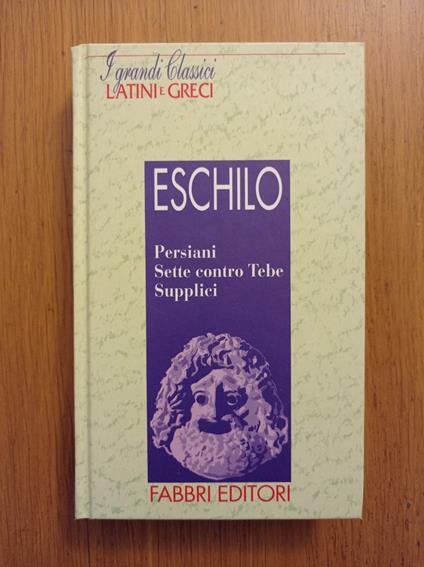 I grandi Classici
LATINI E GRECI
ESCHILO
Persiani
Sette contro Tebe
Supplici
FABBRI EDITORI